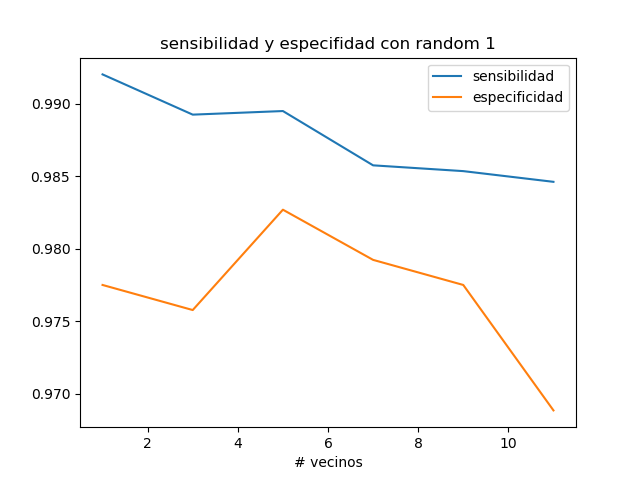 sensibilidad y especifidad con random 1
sensibilidad
especificidad
0.990
0.985
0.980
0.975
0.970
2 4 6 8 10
# vecinos